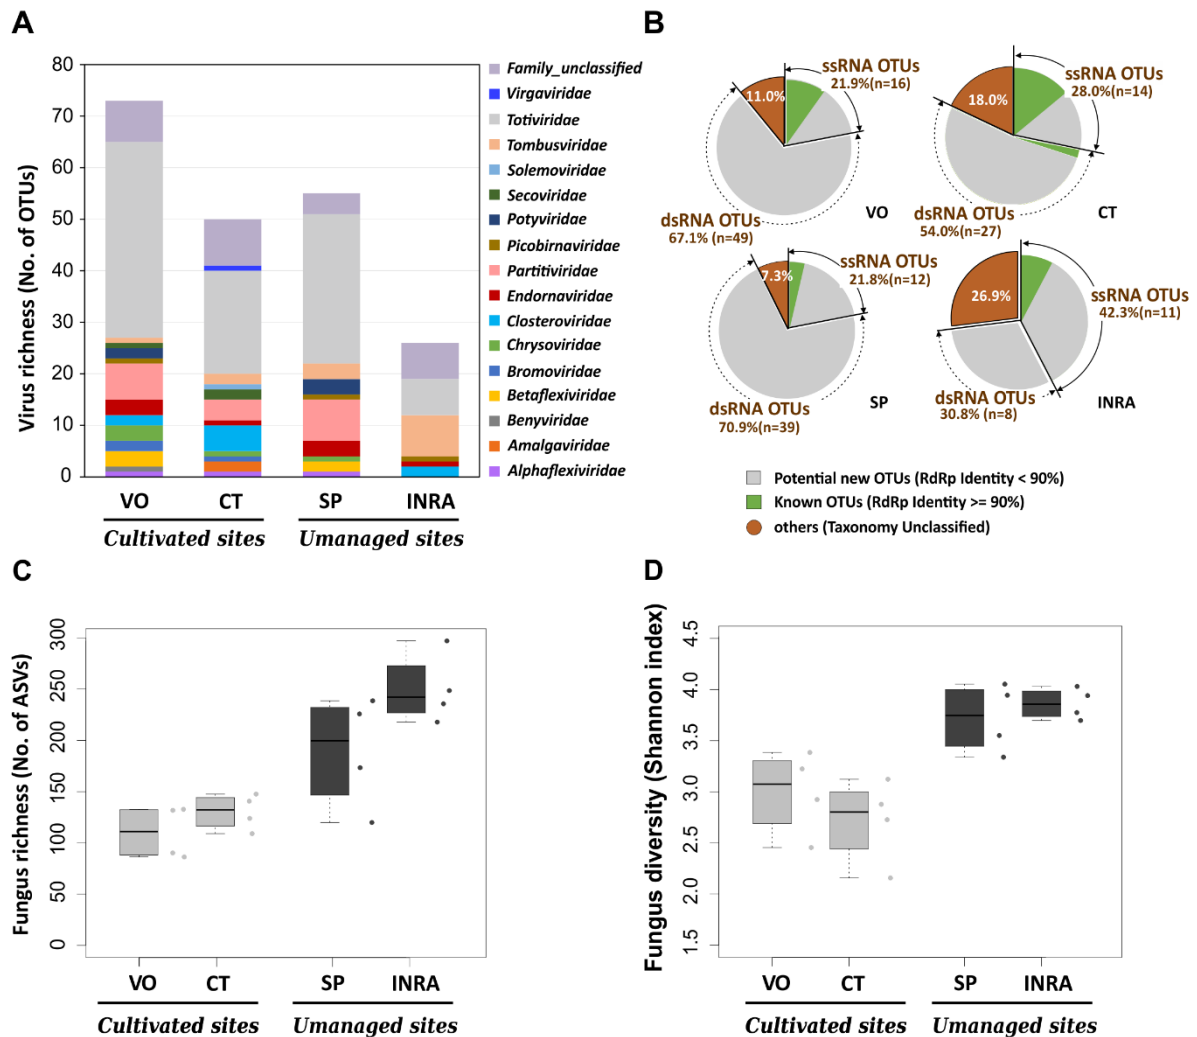 A
Virus richness (No. of OTUs)
80
70
60
50
40
30
20
10
0
VO
CT
SP
INRA
Cultivated sites
Umanaged sites
Family_unclassified
Virgaviridae
Totiviridae
Tombusviridae
Solemoviridae
Secoviridae
Potyviridae
Picobirnaviridae
Partitiviridae
Endornaviridae
Closteroviridae
Chrysoviridae
Bromoviridae
Betaflexiviridae
Benyviridae
Amalgaviridae
Alphaflexiviridae
B
11.0%
ssRNA OTUs
21.9%(n=16)
dsRNA OTUs
67.1%(n=49)
VO
18.0%
ssRNA OTUs
28.0%(n=14)
dsRNA OTUs
54.0%(n=27)
CT
7.3%
ssRNA OTUs
21.8%(n=12)
dsRNA OTUs
70.9%(n=39)
SP
26.9%
ssRNA OTUs
42.3%(n=11)
dsRNA OTUs
30.8%(n=8)
INRA
Potential new OTUs (RdRp Identity < 90%)
Known OTUs (RdRp Identity >= 90%)
others (Taxonomy Unclassified)
C
Fungus richness (No. of ASVs)
300
250
200
150
100
50
0
VO
CT
SP
INRA
Cultivated sites
Umanaged sites
D
Fungus diversity (Shannon index)
4.5
4.0
3.5
3.0
2.5
2.0
1.5
VO
CT
SP
INRA
Cultivated sites
Umanaged sites